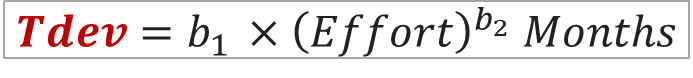 Tdev = b₁ × (Effort)^b₂ Months